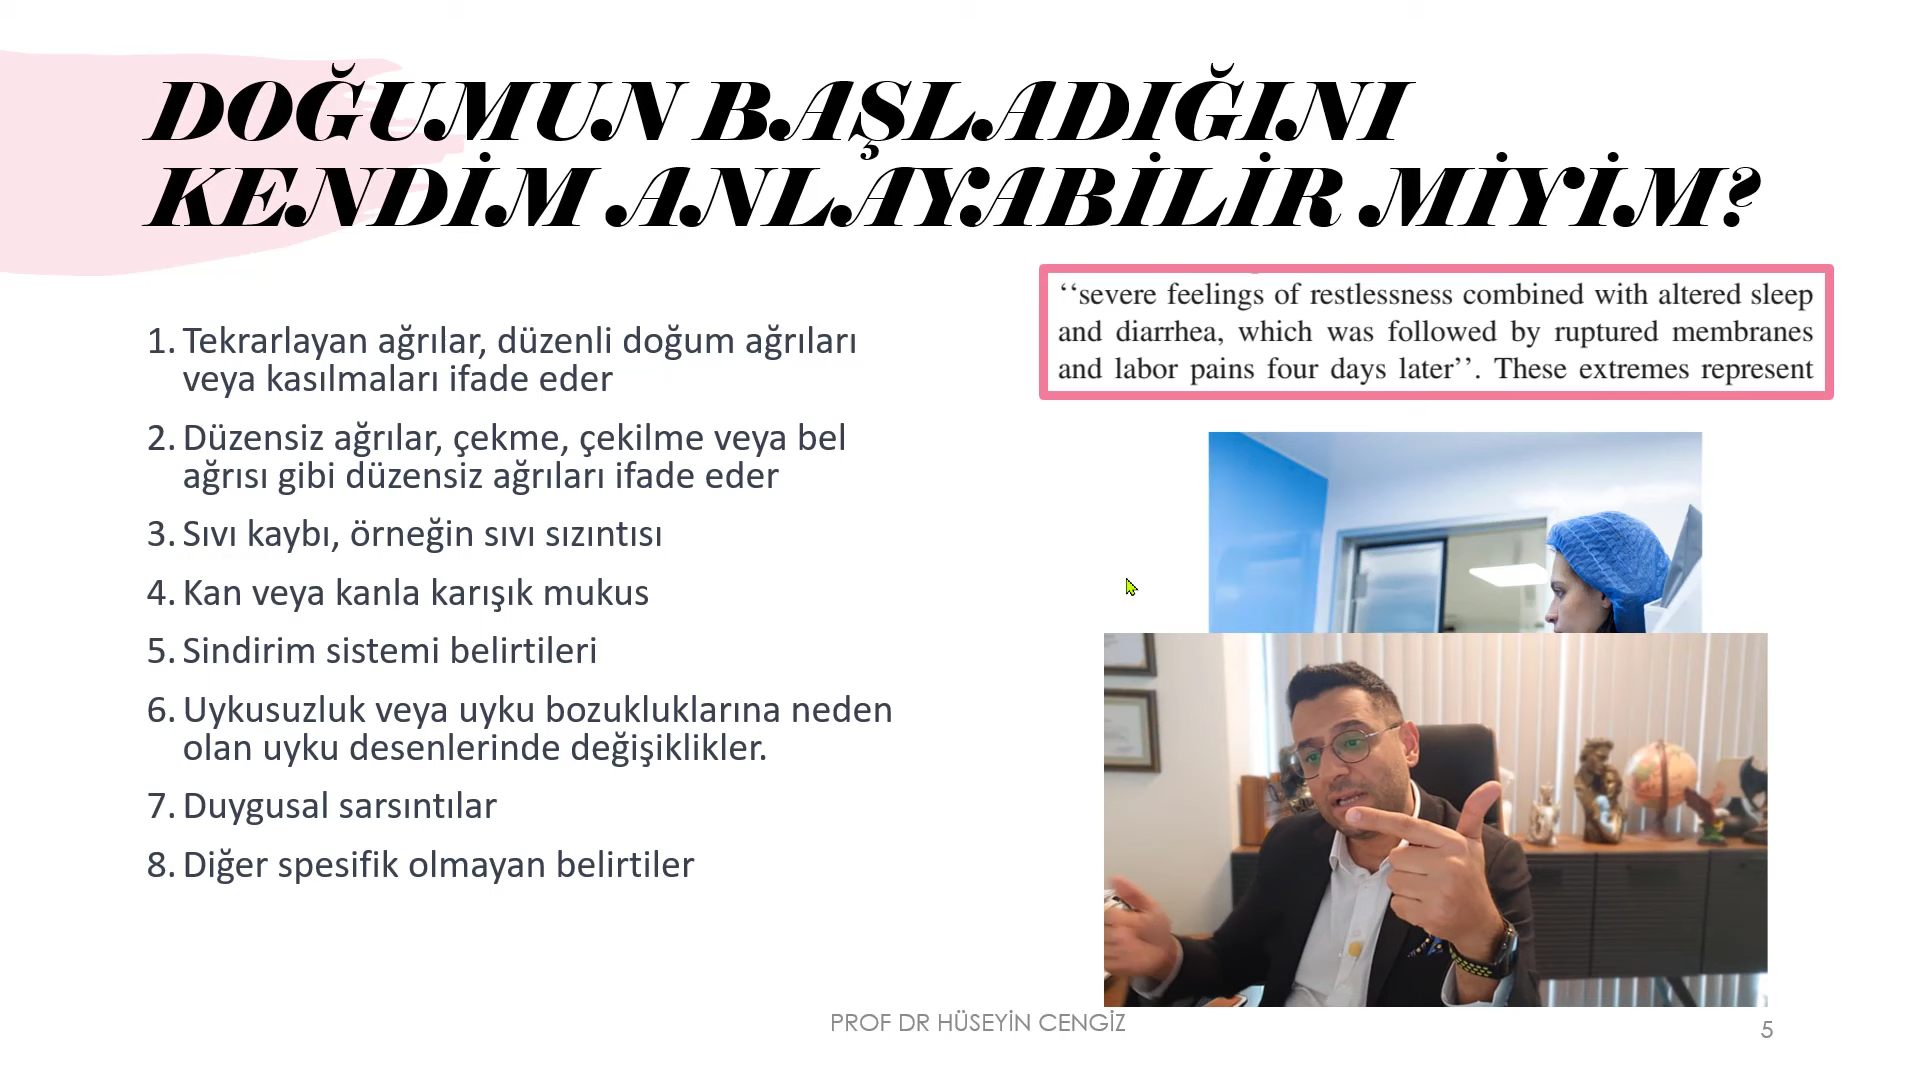 DOĞUMUN BAŞLADIĞINI
KENDİM ANLAYABİLİR MİYİM?
1. Tekrarlayan ağrılar, düzenli doğum ağrıları
veya kasılmaları ifade eder
2. Düzensiz ağrılar, çekme, çekilme veya bel
ağrısı gibi düzensiz ağrıları ifade eder
3. Sıvı kaybı, örneğin sıvı sızıntısı
4. Kan veya kanla karışık mukus
5. Sindirim sistemi belirtileri
6. Uykusuzluk veya uyku bozukluklarına neden
olan uyku desenlerinde değişiklikler.
7. Duygusal sarsıntılar
8. Diğer spesifik olmayan belirtiler
‘‘severe feelings of restlessness combined with altered sleep
and diarrhea, which was followed by ruptured membranes
and labor pains four days later’’. These extremes represent
PROF DR HÜSEYİN CENGİZ
5